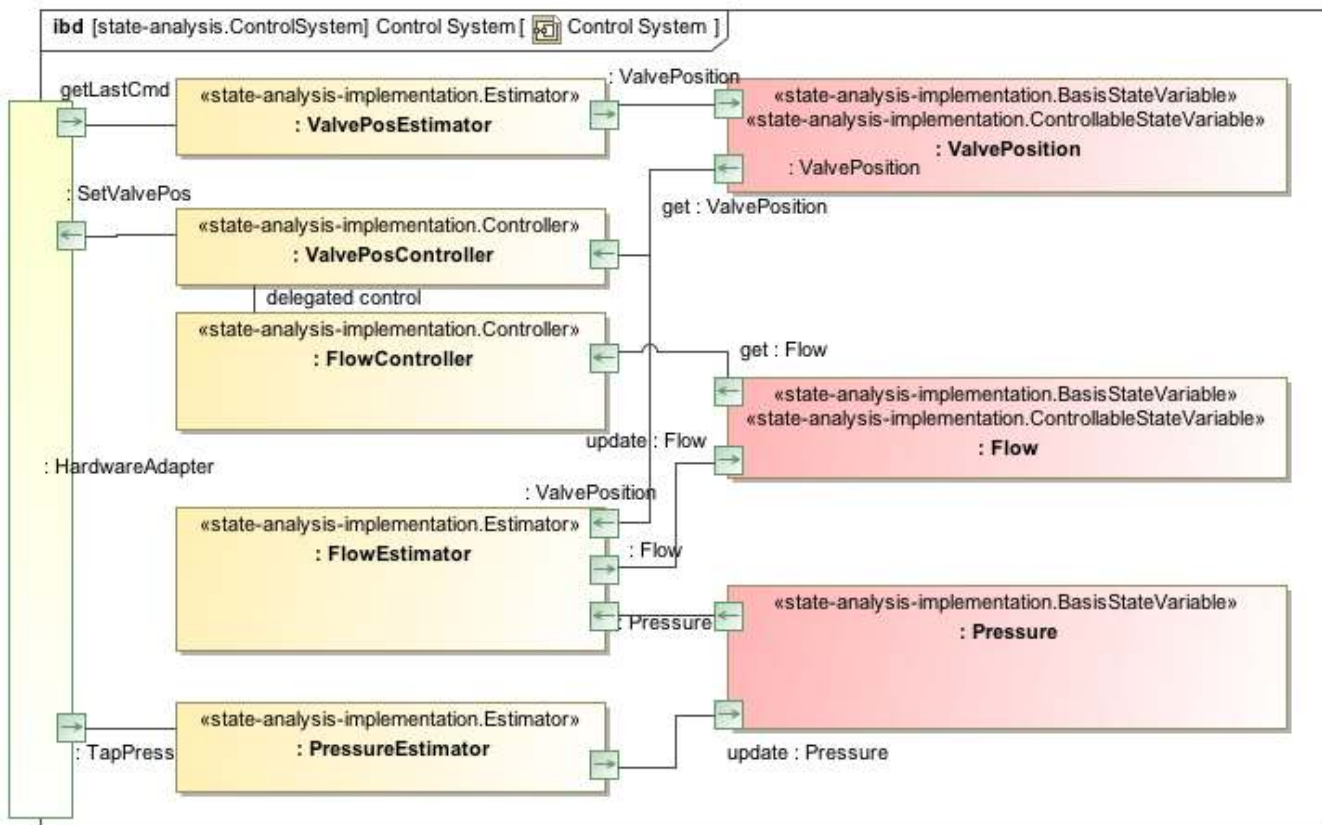 ibd [state-analysis.ControlSystem] Control System [ Control System ]
getLastCmd
«state-analysis-implementation.Estimator»
: ValvePosEstimator
: ValvePosition
«state-analysis-implementation.BasisStateVariable»
«state-analysis-implementation.ControllableStateVariable»
: ValvePosition
: ValvePosition
: SetValvePos
get : ValvePosition
«state-analysis-implementation.Controller»
: ValvePosController
delegated control
«state-analysis-implementation.Controller»
: FlowController
get : Flow
«state-analysis-implementation.BasisStateVariable»
«state-analysis-implementation.ControllableStateVariable»
: Flow
update : Flow
: HardwareAdapter
: ValvePosition
«state-analysis-implementation.Estimator»
: FlowEstimator
: Flow
: Pressure
«state-analysis-implementation.BasisStateVariable»
: Pressure
«state-analysis-implementation.Estimator»
: PressureEstimator
: TapPress
update : Pressure